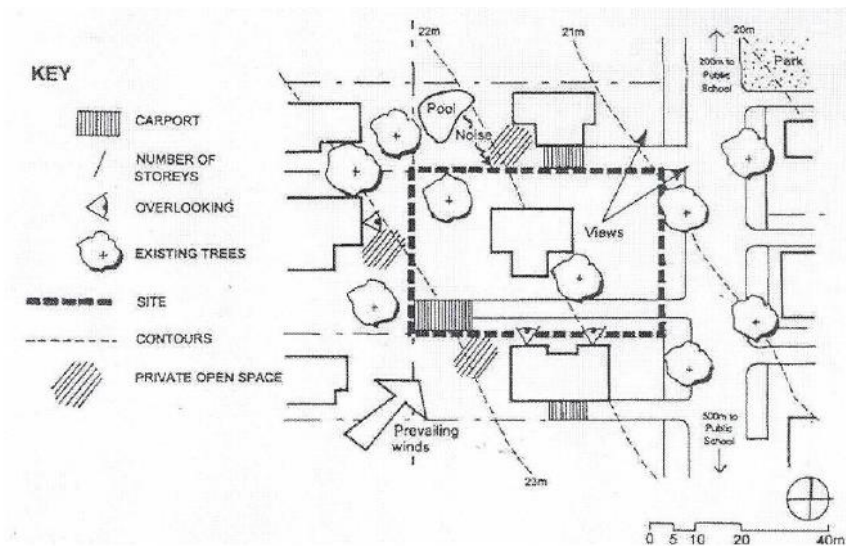 KEY
CARPORT
NUMBER OF
STOREYS
OVERLOOKING
EXISTING TREES
SITE
CONTOURS
PRIVATE OPEN SPACE
22m
21m
20m
200m to
Public
School
Park
Pool
Noise
Views
Prevailing
winds
23m
500m to
Public
School
0 5 10 20 40m